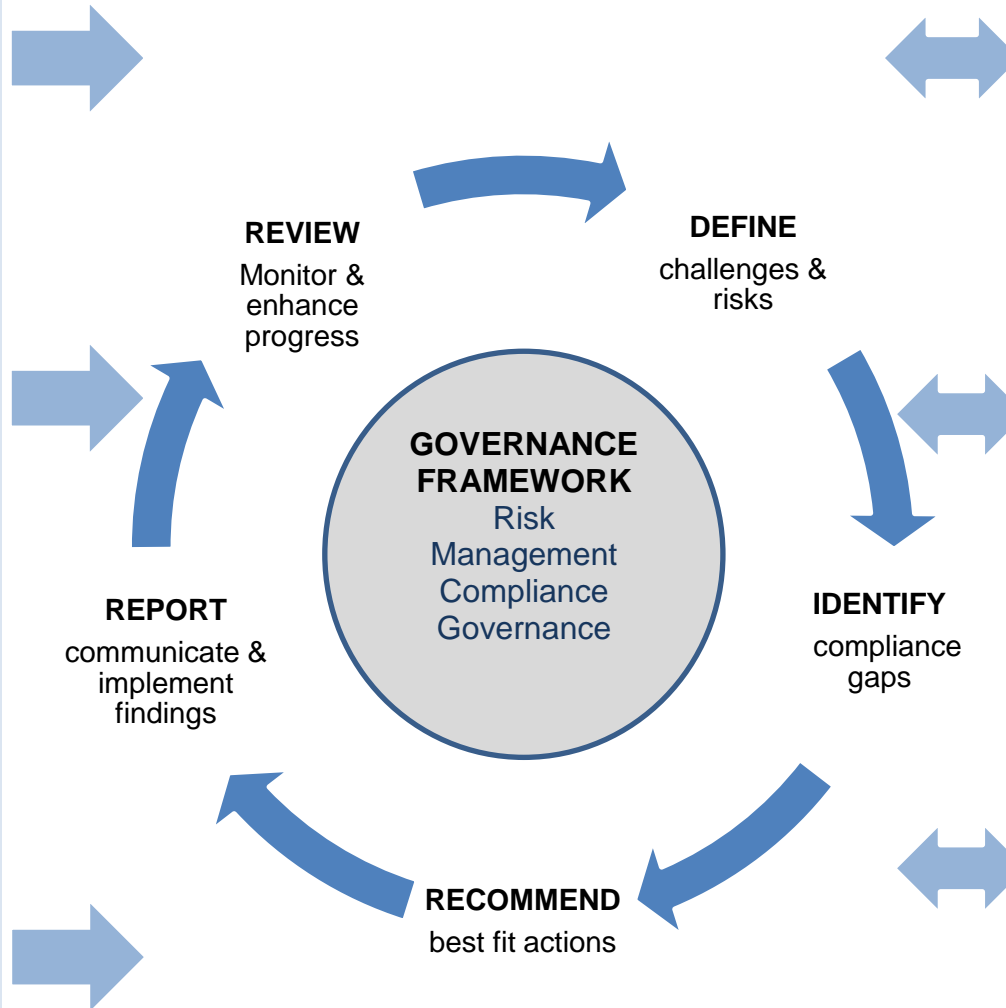 REVIEW
Monitor &
enhance
progress
DEFINE
challenges &
risks
GOVERNANCE
FRAMEWORK
Risk
Management
Compliance
Governance
REPORT
communicate &
implement
findings
IDENTIFY
compliance
gaps
RECOMMEND
best fit actions